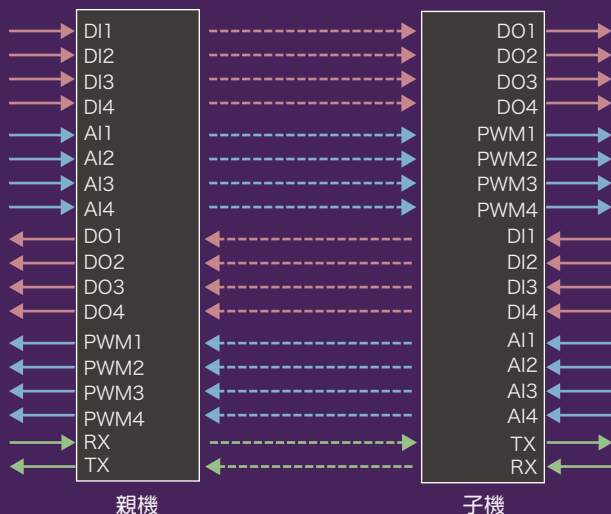 DI1
DI2
DI3
DI4
AI1
AI2
AI3
AI4
DO1
DO2
DO3
DO4
PWM1
PWM2
PWM3
PWM4
RX
TX
親機
DO1
DO2
DO3
DO4
PWM1
PWM2
PWM3
PWM4
DI1
DI2
DI3
DI4
AI1
AI2
AI3
AI4
TX
RX
子機